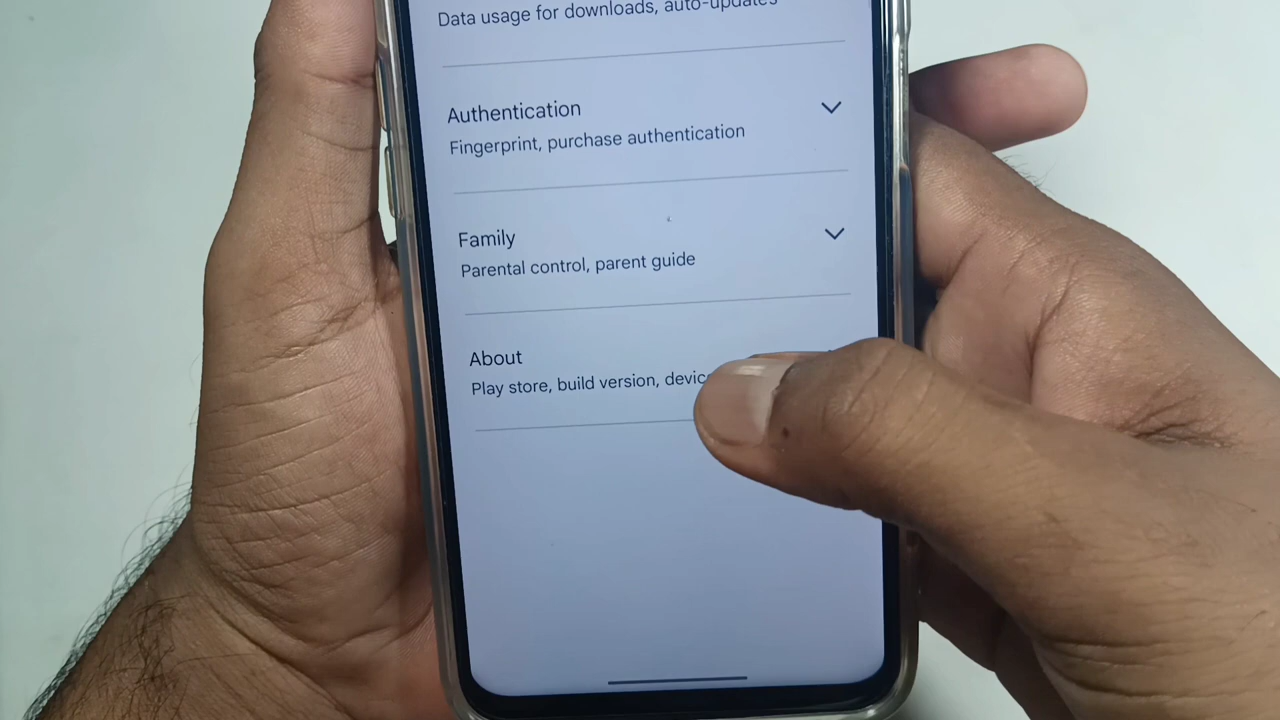 Data usage for downloads, auto-updates
Authentication
Fingerprint, purchase authentication
Family
Parental control, parent guide
About
Play store, build version,